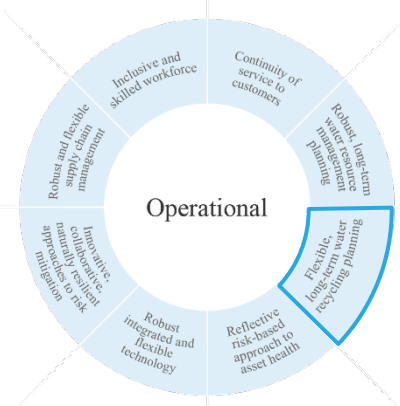 Continuity of
service to
customers
Robust, long-term
water resource
management
planning
Flexible,
long-term water
recycling planning
Reflective
risk-based
approach to
asset health
Robust
integrated and
flexible
technology
Innovative,
collaborative,
naturally resilient
approaches to risk
mitigation
Robust and flexible
supply chain
management
Inclusive and
skilled workforce
Operational